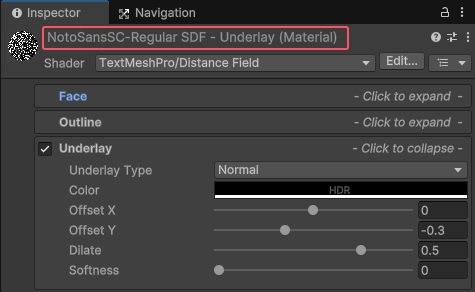 Inspector Navigation
NotoSansSC-Regular SDF - Underlay (Material)
Shader TextMeshPro/Distance Field Edit...
Face - Click to expand -
Outline - Click to expand -
Underlay - Click to collapse -
Underlay Type Normal
Color HDR
Offset X 0
Offset Y -0.3
Dilate 0.5
Softness 0